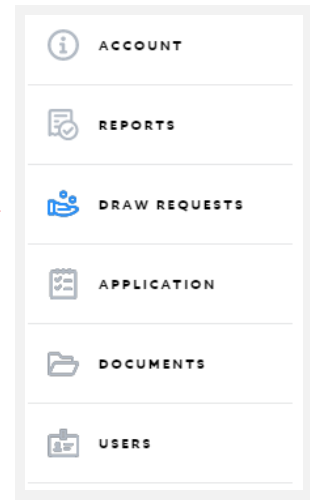 ACCOUNT
REPORTS
DRAW REQUESTS
APPLICATION
DOCUMENTS
USERS